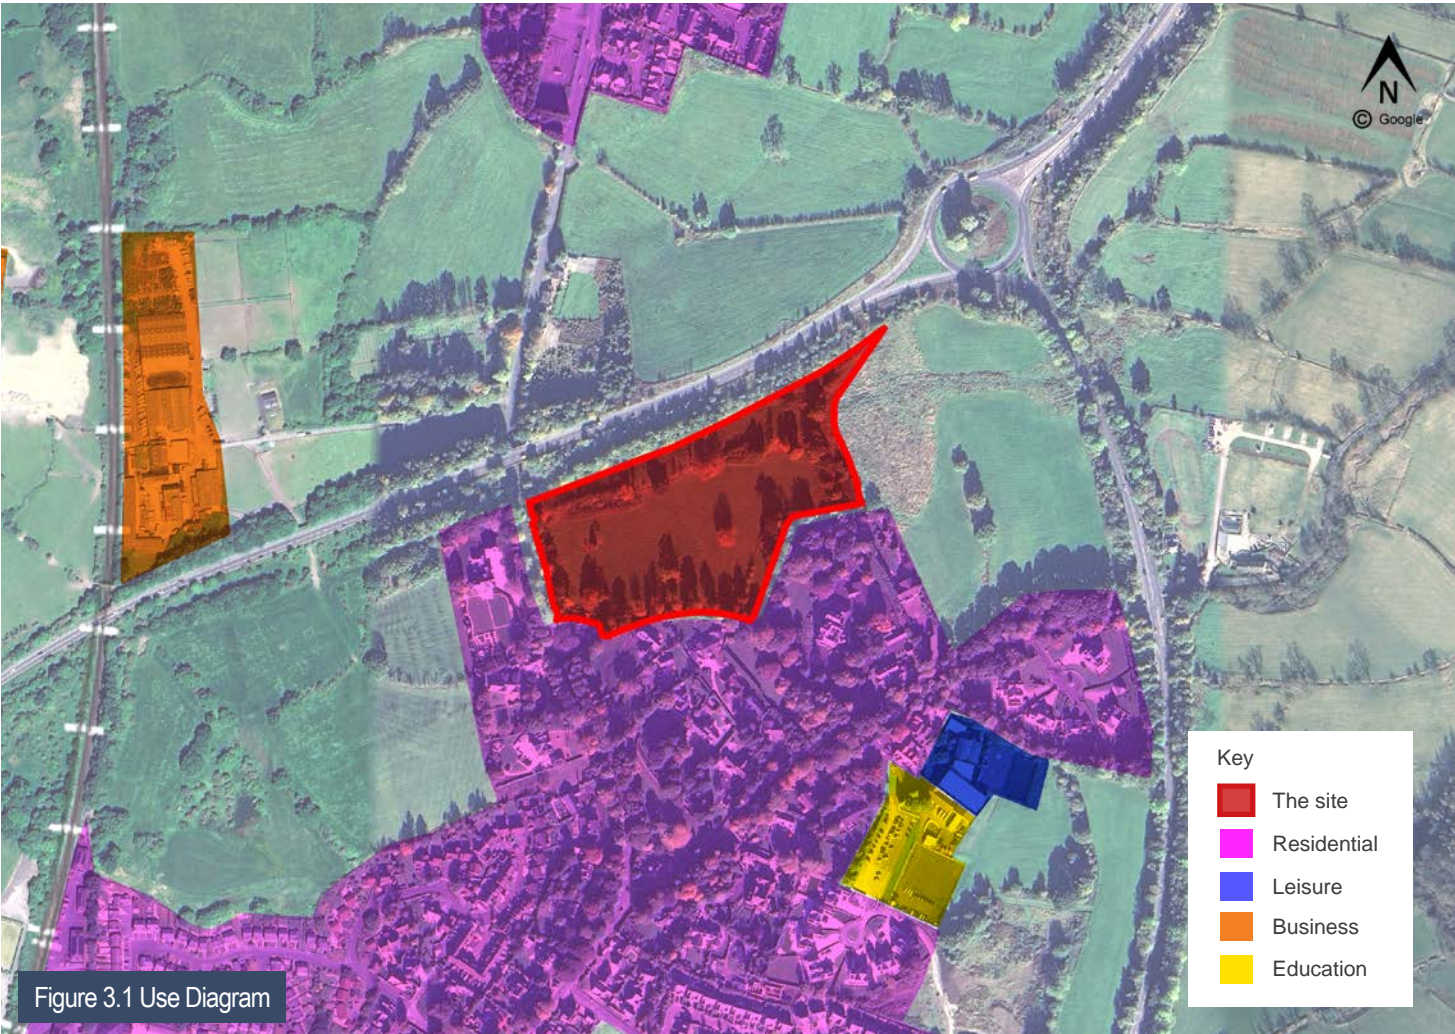 N
© Google
Key
The site
Residential
Leisure
Business
Education
Figure 3.1 Use Diagram